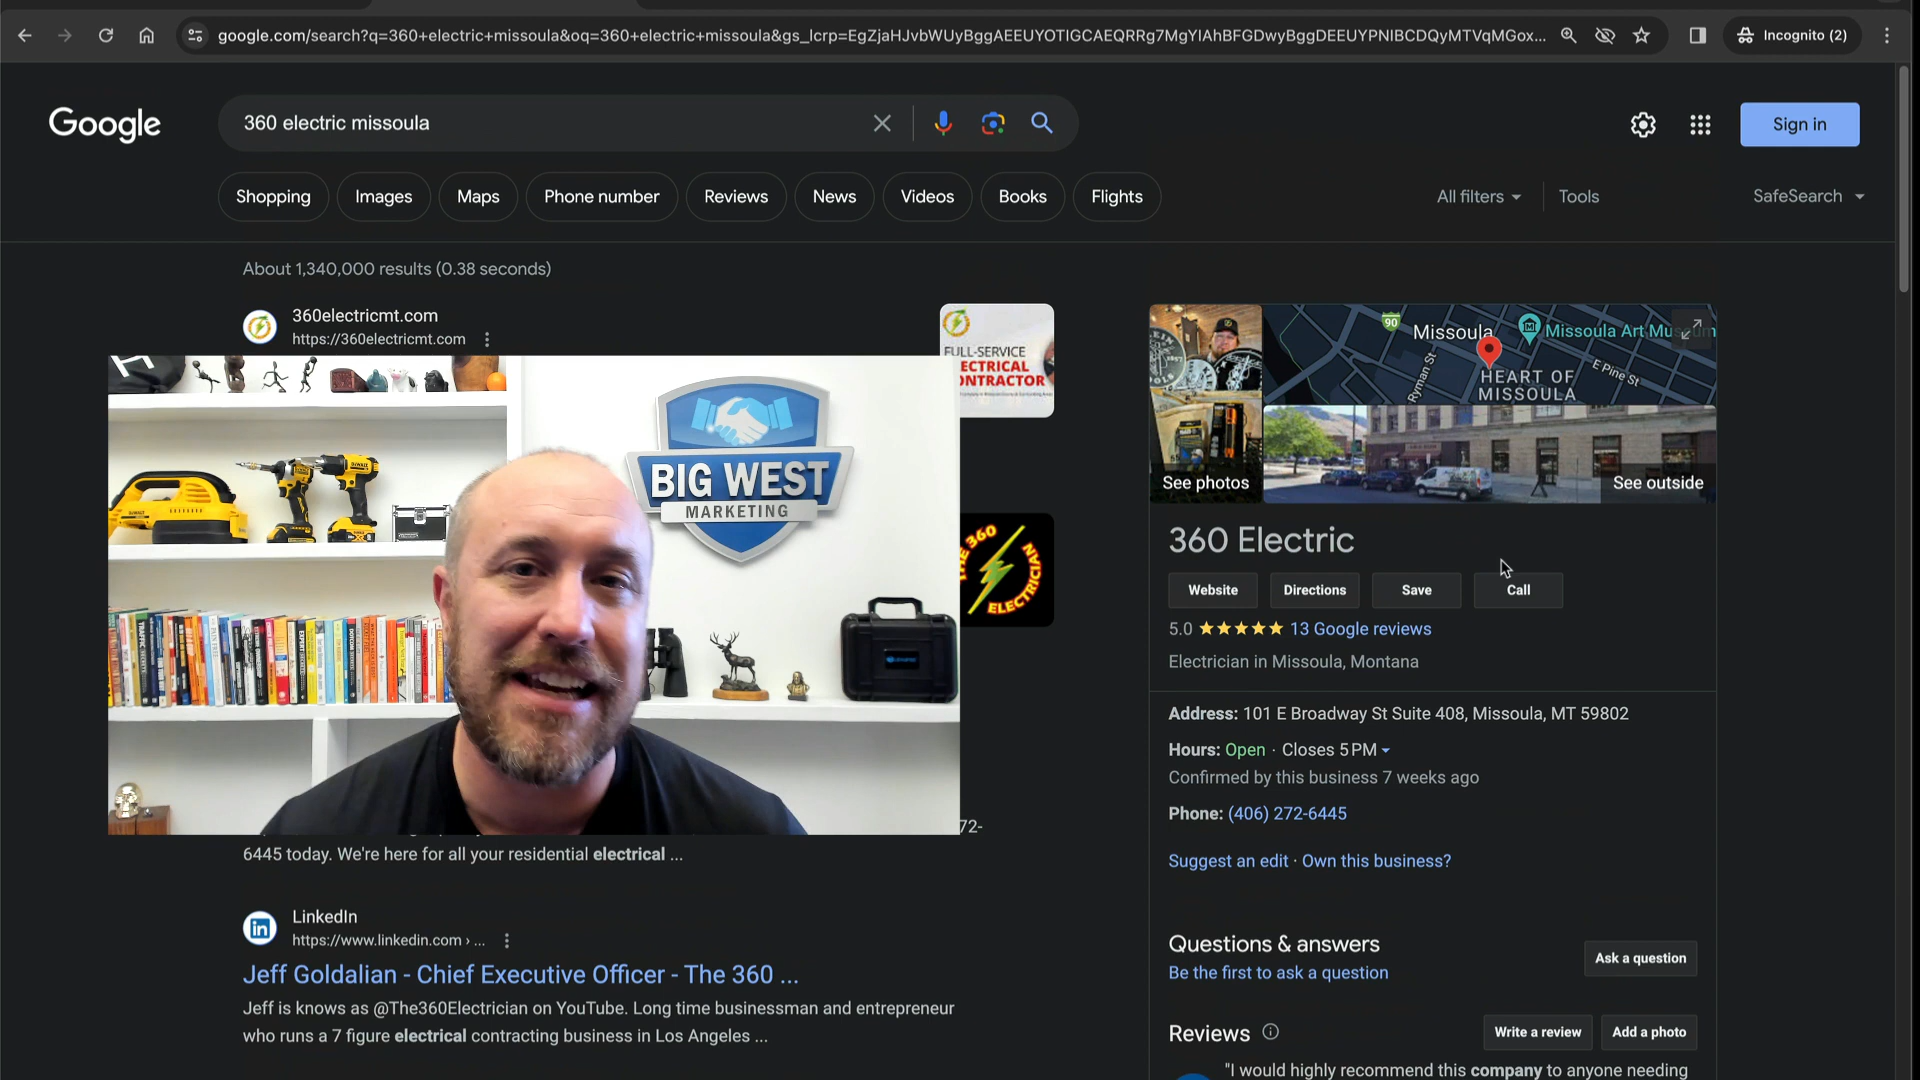 google.com/search?q=360+electric+missoula&oq=360+electric+missoula&gs_lcrp=EgZjaHJvbWUyBggAEEUYOTIGCAEQRRg7MgYIAhBFGDwyBggDEEUYPNIBCDQyMTVqMGox...
Incognito (2)
Google
360 electric missoula
Sign in
Shopping
Images
Maps
Phone number
Reviews
News
Videos
Books
Flights
All filters
Tools
SafeSearch
About 1,340,000 results (0.38 seconds)
360electricmt.com
https://360electricmt.com
FULL-SERVICE
ECTRICAL
ONTRACTOR
BIG WEST
MARKETING
THE 360
ELECTRICIAN
72-
6445 today. We're here for all your residential electrical ...
LinkedIn
https://www.linkedin.com › ...
Jeff Goldalian - Chief Executive Officer - The 360 ...
Jeff is knows as @The360Electrician on YouTube. Long time businessman and entrepreneur
who runs a 7 figure electrical contracting business in Los Angeles ...
90
Missoula
Missoula Art Museum
Ryman St
E Pine St
HEART OF
MISSOULA
See photos
See outside
360 Electric
Website
Directions
Save
Call
5.0
13 Google reviews
Electrician in Missoula, Montana
Address: 101 E Broadway St Suite 408, Missoula, MT 59802
Hours: Open · Closes 5 PM
Confirmed by this business 7 weeks ago
Phone: (406) 272-6445
Suggest an edit · Own this business?
Questions & answers
Be the first to ask a question
Ask a question
Reviews
Write a review
Add a photo
"I would highly recommend this company to anyone needing